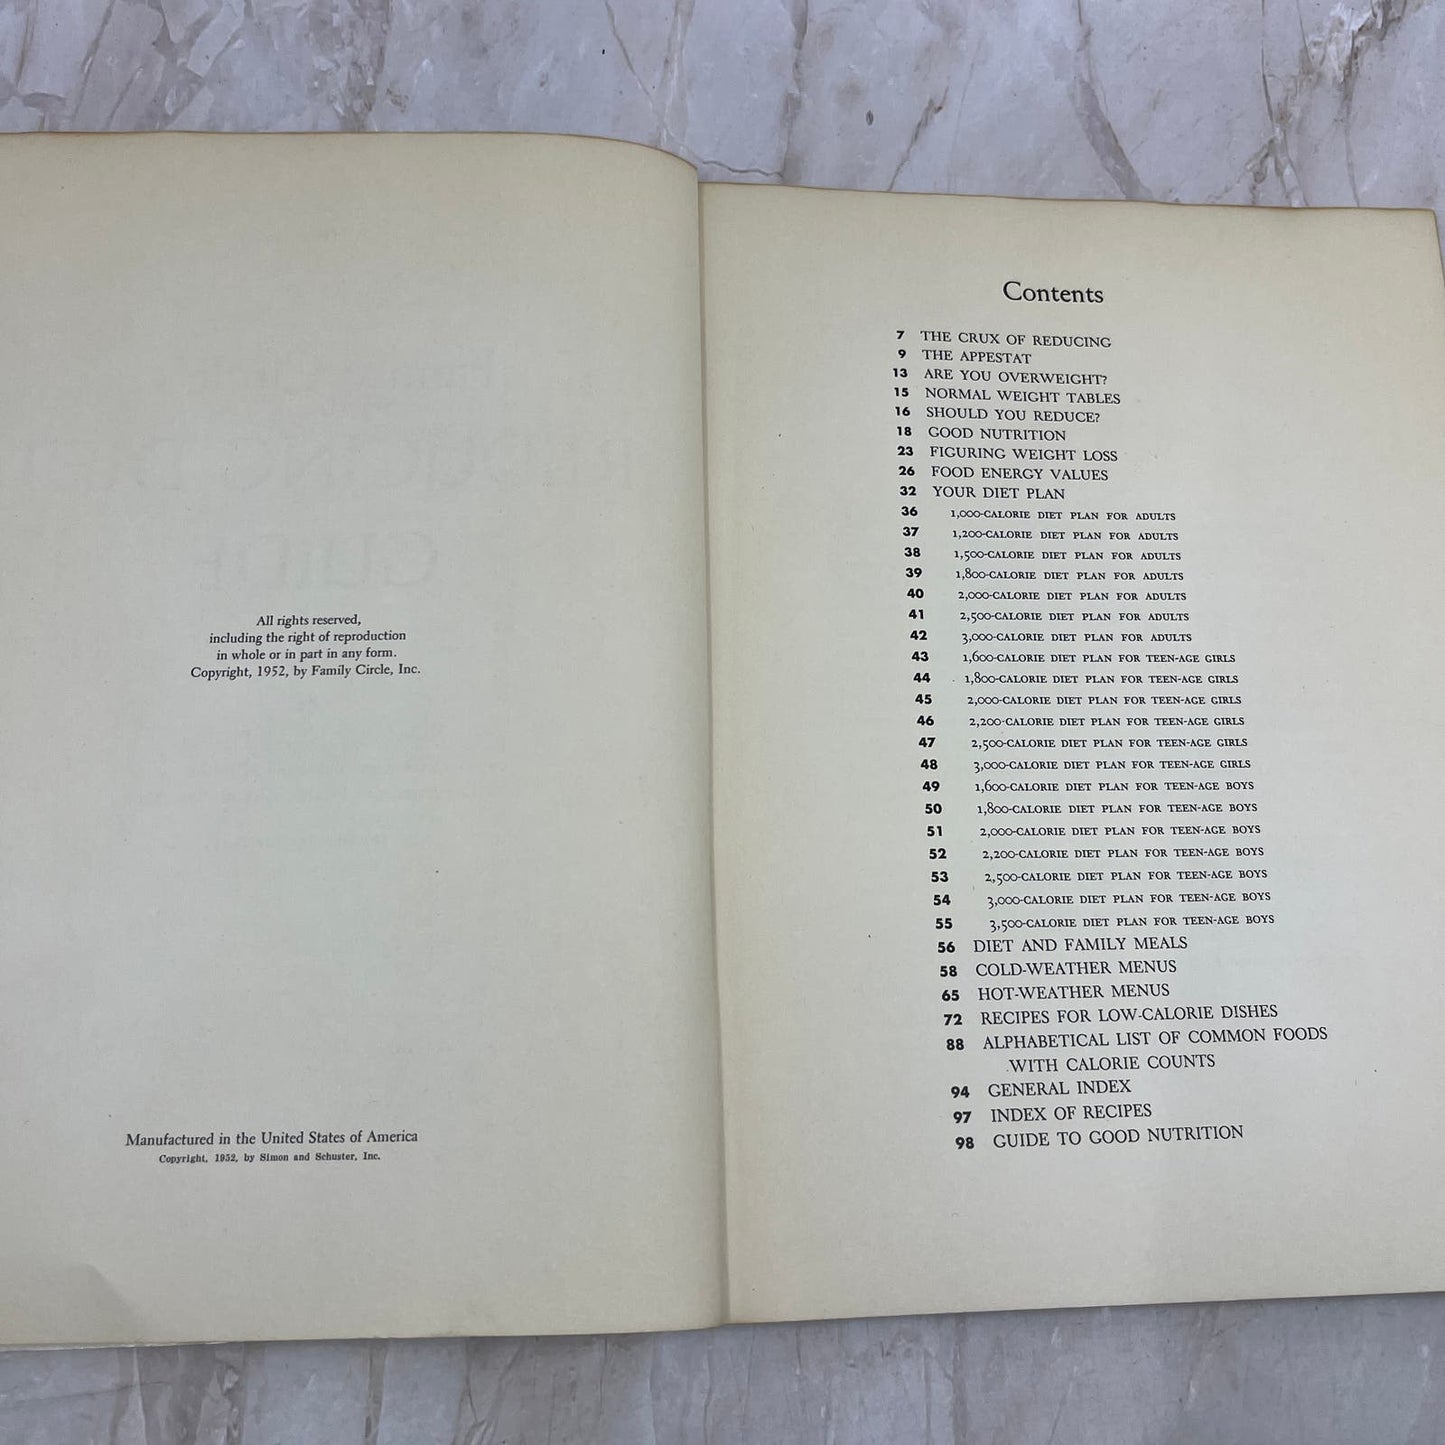 All rights reserved,
including the right of reproduction
in whole or in part in any form.
Copyright, 1952, by Family Circle, Inc.
Manufactured in the United States of America
Copyright, 1952, by Simon and Schuster, Inc.
Contents
7 THE CRUX OF REDUCING
9 THE APPESTAT
13 ARE YOU OVERWEIGHT?
15 NORMAL WEIGHT TABLES
16 SHOULD YOU REDUCE?
18 GOOD NUTRITION
23 FIGURING WEIGHT LOSS
26 FOOD ENERGY VALUES
32 YOUR DIET PLAN
36 1,000-CALORIE DIET PLAN FOR ADULTS
37 1,200-CALORIE DIET PLAN FOR ADULTS
38 1,500-CALORIE DIET PLAN FOR ADULTS
39 1,800-CALORIE DIET PLAN FOR ADULTS
40 2,000-CALORIE DIET PLAN FOR ADULTS
41 2,500-CALORIE DIET PLAN FOR ADULTS
42 3,000-CALORIE DIET PLAN FOR ADULTS
43 1,600-CALORIE DIET PLAN FOR TEEN-AGE GIRLS
44 1,800-CALORIE DIET PLAN FOR TEEN-AGE GIRLS
45 2,000-CALORIE DIET PLAN FOR TEEN-AGE GIRLS
46 2,200-CALORIE DIET PLAN FOR TEEN-AGE GIRLS
47 2,500-CALORIE DIET PLAN FOR TEEN-AGE GIRLS
48 3,000-CALORIE DIET PLAN FOR TEEN-AGE GIRLS
49 1,600-CALORIE DIET PLAN FOR TEEN-AGE BOYS
50 1,800-CALORIE DIET PLAN FOR TEEN-AGE BOYS
51 2,000-CALORIE DIET PLAN FOR TEEN-AGE BOYS
52 2,200-CALORIE DIET PLAN FOR TEEN-AGE BOYS
53 2,500-CALORIE DIET PLAN FOR TEEN-AGE BOYS
54 3,000-CALORIE DIET PLAN FOR TEEN-AGE BOYS
55 3,500-CALORIE DIET PLAN FOR TEEN-AGE BOYS
56 DIET AND FAMILY MEALS
58 COLD-WEATHER MENUS
65 HOT-WEATHER MENUS
72 RECIPES FOR LOW-CALORIE DISHES
88 ALPHABETICAL LIST OF COMMON FOODS
WITH CALORIE COUNTS
94 GENERAL INDEX
97 INDEX OF RECIPES
98 GUIDE TO GOOD NUTRITION